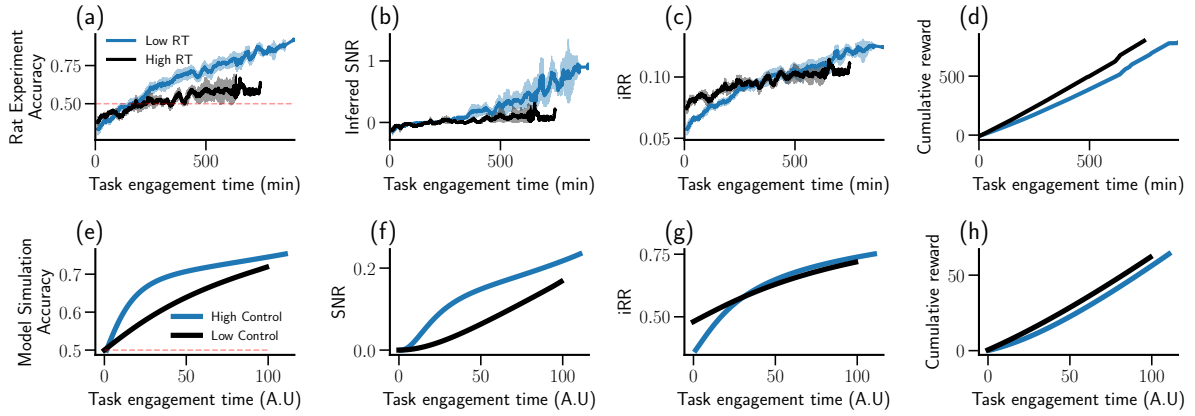 (a)
Rat Experiment
Accuracy
0.75
0.50
Low RT
High RT
0
500
Task engagement time (min)
(b)
Inferred SNR
1
0
0
500
Task engagement time (min)
(c)
iRR
0.10
0.05
0
500
Task engagement time (min)
(d)
Cumulative reward
500
0
0
500
Task engagement time (min)
(e)
Model Simulation
Accuracy
0.7
0.6
0.5
High Control
Low Control
0
50
100
Task engagement time (A.U)
(f)
SNR
0.2
0.0
0
50
100
Task engagement time (A.U)
(g)
iRR
0.75
0.50
0
50
100
Task engagement time (A.U)
(h)
Cumulative reward
50
0
0
50
100
Task engagement time (A.U)